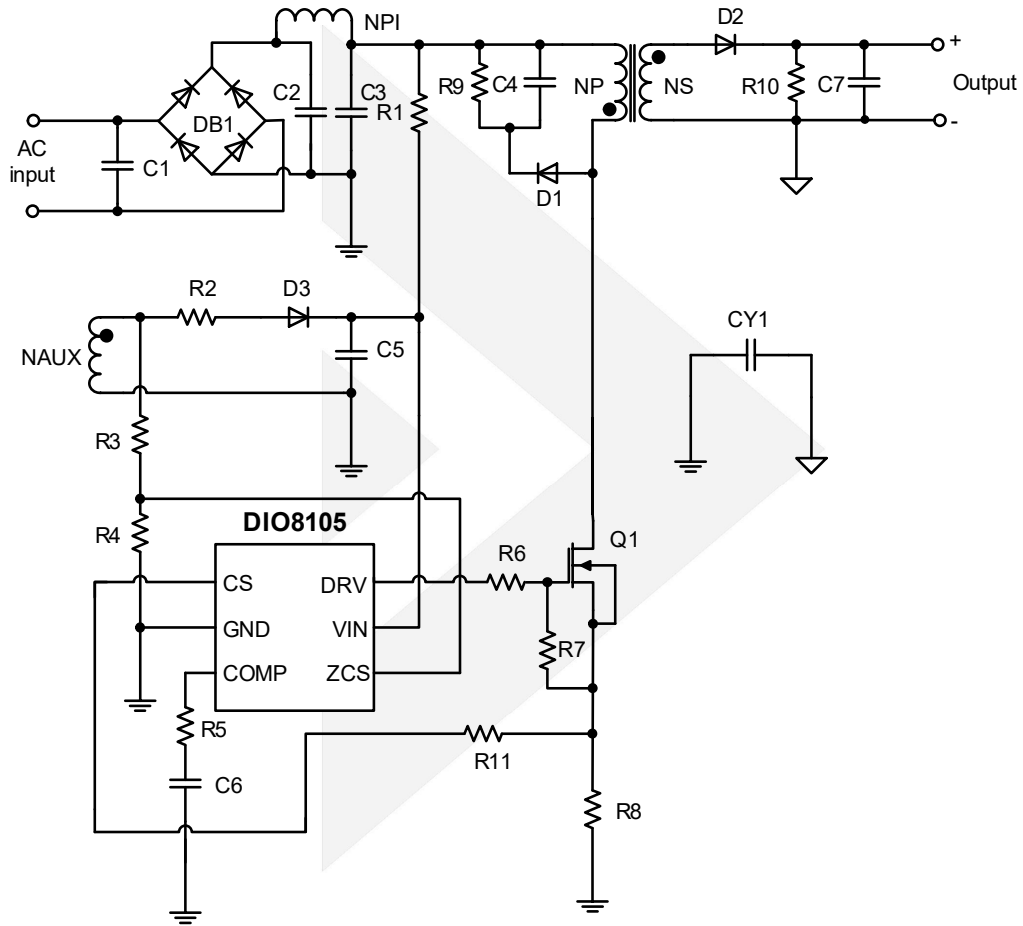 NPI
D2
+
C2
C3
R1
R9
C4
NP
NS
R10
C7
Output
DB1
AC
input
C1
-
D1
R2
D3
NAUX
C5
CY1
R3
R4
DIO8105
Q1
R6
CS
DRV
GND
VIN
R7
COMP
ZCS
R5
R11
C6
R8